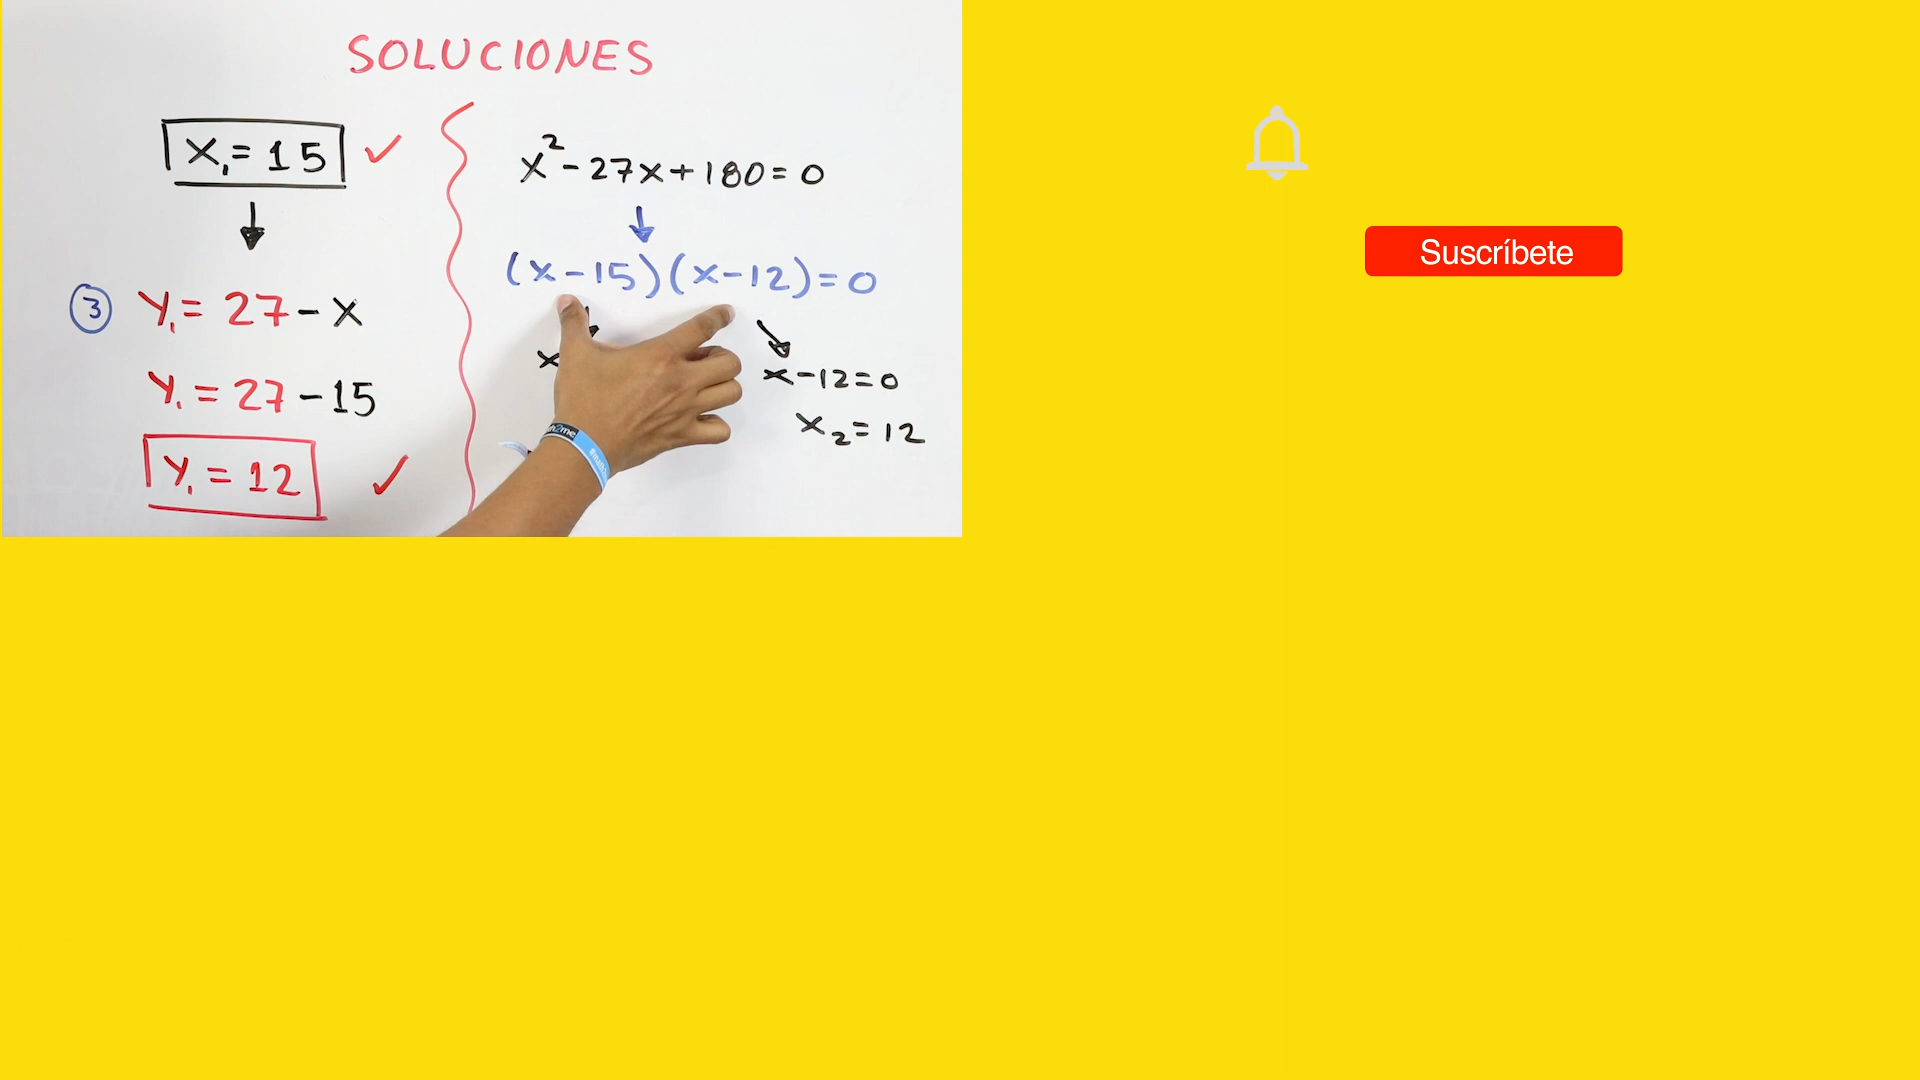 SOLUCIONES
x₁ = 15 ✓
③ y₁ = 27 - x
y₁ = 27 - 15
y₁ = 12 ✓
x² - 27x + 180 = 0
(x - 15)(x - 12) = 0
x
x - 12 = 0
x₂ = 12
Suscríbete